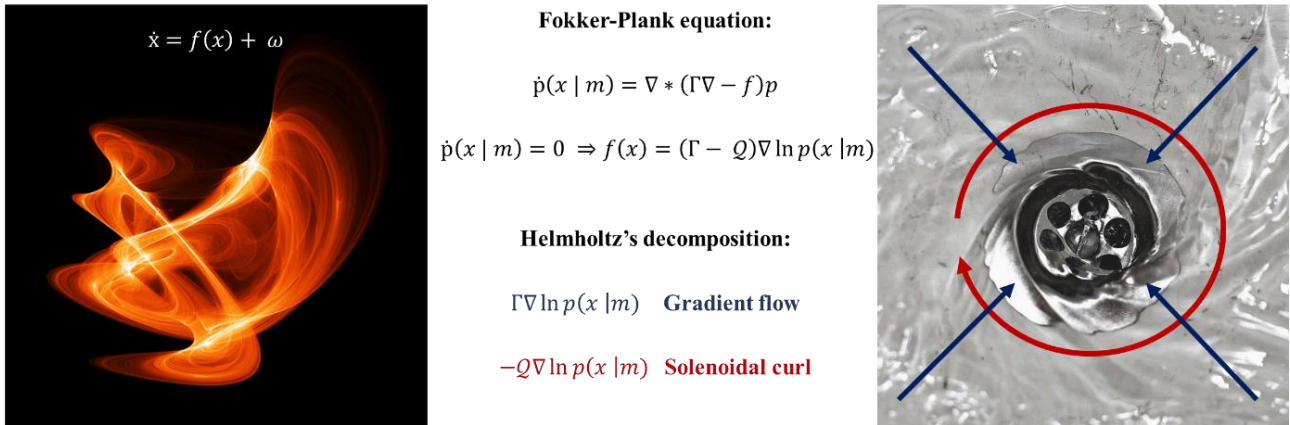 ẋ = f(x) + ω
Fokker-Plank equation:
ṗ(x | m) = ∇ ∗ (Γ∇ − f)p
ṗ(x | m) = 0 ⇒ f(x) = (Γ − Q)∇ ln p(x |m)
Helmholtz’s decomposition:
Γ∇ ln p(x |m) Gradient flow
−Q∇ ln p(x |m) Solenoidal curl